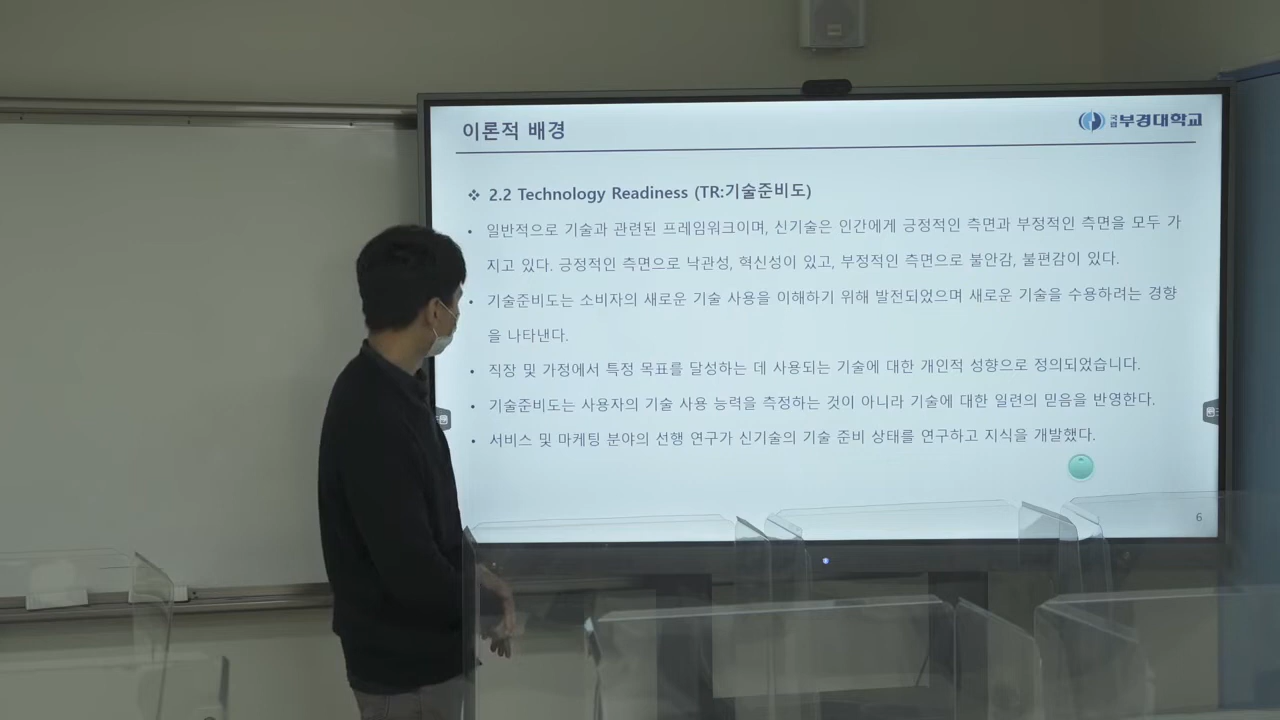 이론적 배경
국립부경대학교
❖ 2.2 Technology Readiness (TR:기술준비도)
• 일반적으로 기술과 관련된 프레임워크이며, 신기술은 인간에게 긍정적인 측면과 부정적인 측면을 모두 가
지고 있다. 긍정적인 측면으로 낙관성, 혁신성이 있고, 부정적인 측면으로 불안감, 불편감이 있다.
• 기술준비도는 소비자의 새로운 기술 사용을 이해하기 위해 발전되었으며 새로운 기술을 수용하려는 경향
을 나타낸다.
• 직장 및 가정에서 특정 목표를 달성하는 데 사용되는 기술에 대한 개인적 성향으로 정의되었습니다.
• 기술준비도는 사용자의 기술 사용 능력을 측정하는 것이 아니라 기술에 대한 일련의 믿음을 반영한다.
• 서비스 및 마케팅 분야의 선행 연구가 신기술의 기술 준비 상태를 연구하고 지식을 개발했다.
6